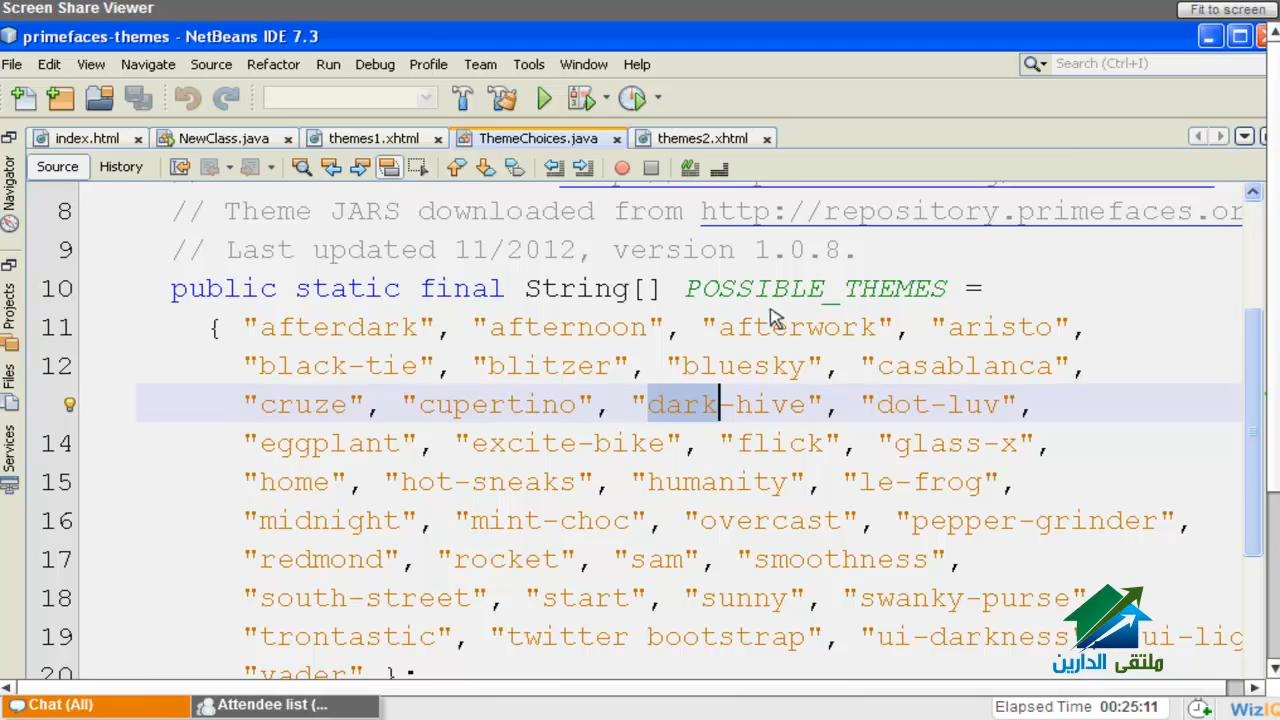 Screen Share Viewer
Fit to screen
primefaces-themes - NetBeans IDE 7.3
File Edit View Navigate Source Refactor Run Debug Profile Team Tools Window Help
Search (Ctrl+I)
index.html NewClass.java themes1.xhtml ThemeChoices.java themes2.xhtml
Source History
Navigator
Projects
Files
Services
8 // Theme JARS downloaded from http://repository.primefaces.or
9 // Last updated 11/2012, version 1.0.8.
10 public static final String[] POSSIBLE_THEMES =
11 { "afterdark", "afternoon", "afterwork", "aristo",
12 "black-tie", "blitzer", "bluesky", "casablanca",
"cruze", "cupertino", "dark-hive", "dot-luv",
14 "eggplant", "excite-bike", "flick", "glass-x",
15 "home", "hot-sneaks", "humanity", "le-frog",
16 "midnight", "mint-choc", "overcast", "pepper-grinder",
17 "redmond", "rocket", "sam", "smoothness",
18 "south-street", "start", "sunny", "swanky-purse"
19 "trontastic", "twitter bootstrap", "ui-darkness" ui-lig
20 "vader" };
ملتقى الدارين
Chat (All)
Attendee list (...
Elapsed Time 00:25:11
WizIQ